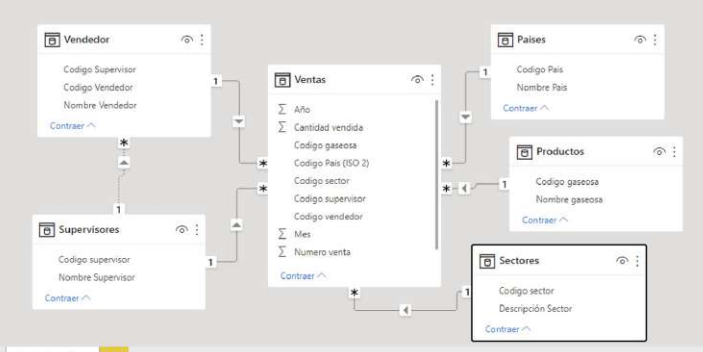 Vendedor
Codigo Supervisor
Codigo Vendedor
Nombre Vendedor
Contraer
1
*
1
Supervisores
Codigo supervisor
Nombre Supervisor
Contraer
1
Ventas
Σ Año
Σ Cantidad vendida
Codigo gaseosa
Codigo País (ISO 2)
Codigo sector
Codigo supervisor
Codigo vendedor
Σ Mes
Σ Numero venta
Contraer
*
*
*
*
*
Paises
Codigo Pais
Nombre Pais
Contraer
1
Productos
Codigo gaseosa
Nombre gaseosa
Contraer
1
Sectores
Codigo sector
Descripción Sector
Contraer
1